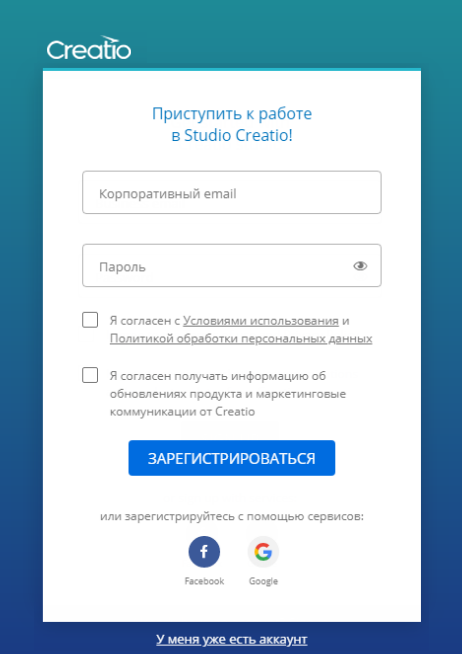 Creatio
Приступить к работе
в Studio Creatio!
Корпоративный email
Пароль
Я согласен с Условиями использования и
Политикой обработки персональных данных
Я согласен получать информацию об
обновлениях продукта и маркетинговые
коммуникации от Creatio
ЗАРЕГИСТРИРОВАТЬСЯ
или зарегистрируйтесь с помощью сервисов:
f G
Facebook Google
У меня уже есть аккаунт